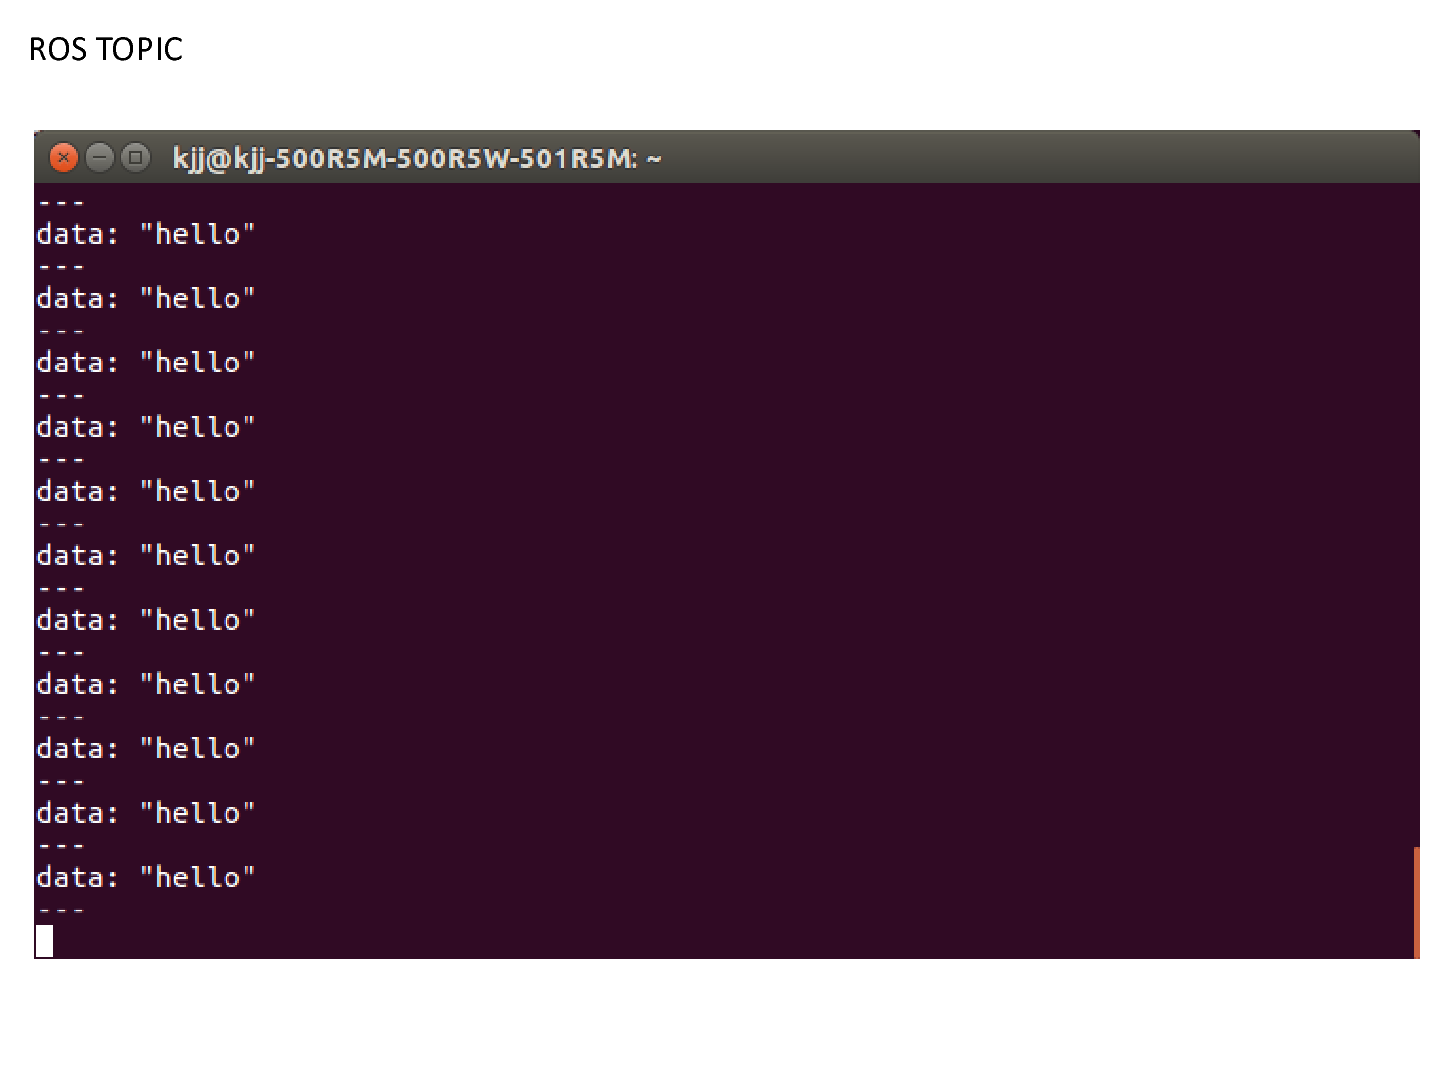 ROS TOPIC
kjj@kjj-500R5M-500R5W-501R5M: ~
---
data: "hello"
---
data: "hello"
---
data: "hello"
---
data: "hello"
---
data: "hello"
---
data: "hello"
---
data: "hello"
---
data: "hello"
---
data: "hello"
---
data: "hello"
---
data: "hello"
---